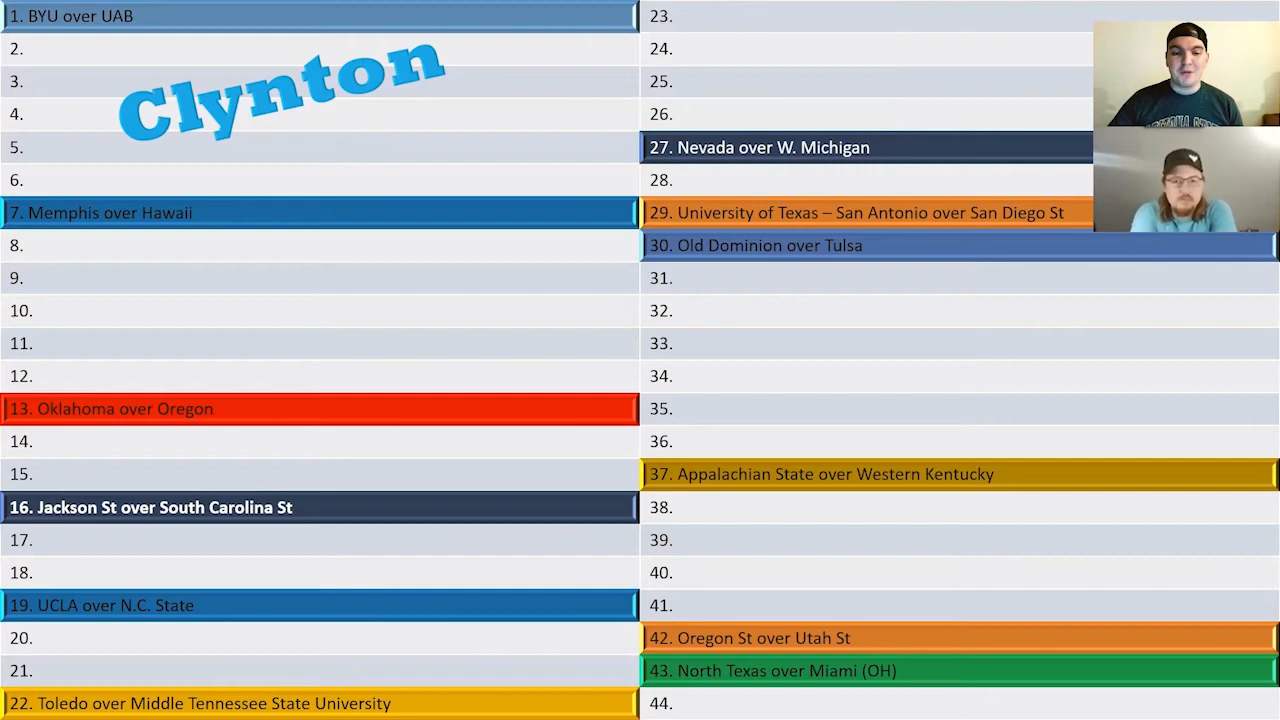 1. BYU over UAB
2.
3.
4.
5.
6.
7. Memphis over Hawaii
8.
9.
10.
11.
12.
13. Oklahoma over Oregon
14.
15.
16. Jackson St over South Carolina St
17.
18.
19. UCLA over N.C. State
20.
21.
22. Toledo over Middle Tennessee State University
Clynton
23.
24.
25.
26.
27. Nevada over W. Michigan
28.
29. University of Texas – San Antonio over San Diego St
30. Old Dominion over Tulsa
31.
32.
33.
34.
35.
36.
37. Appalachian State over Western Kentucky
38.
39.
40.
41.
42. Oregon St over Utah St
43. North Texas over Miami (OH)
44.